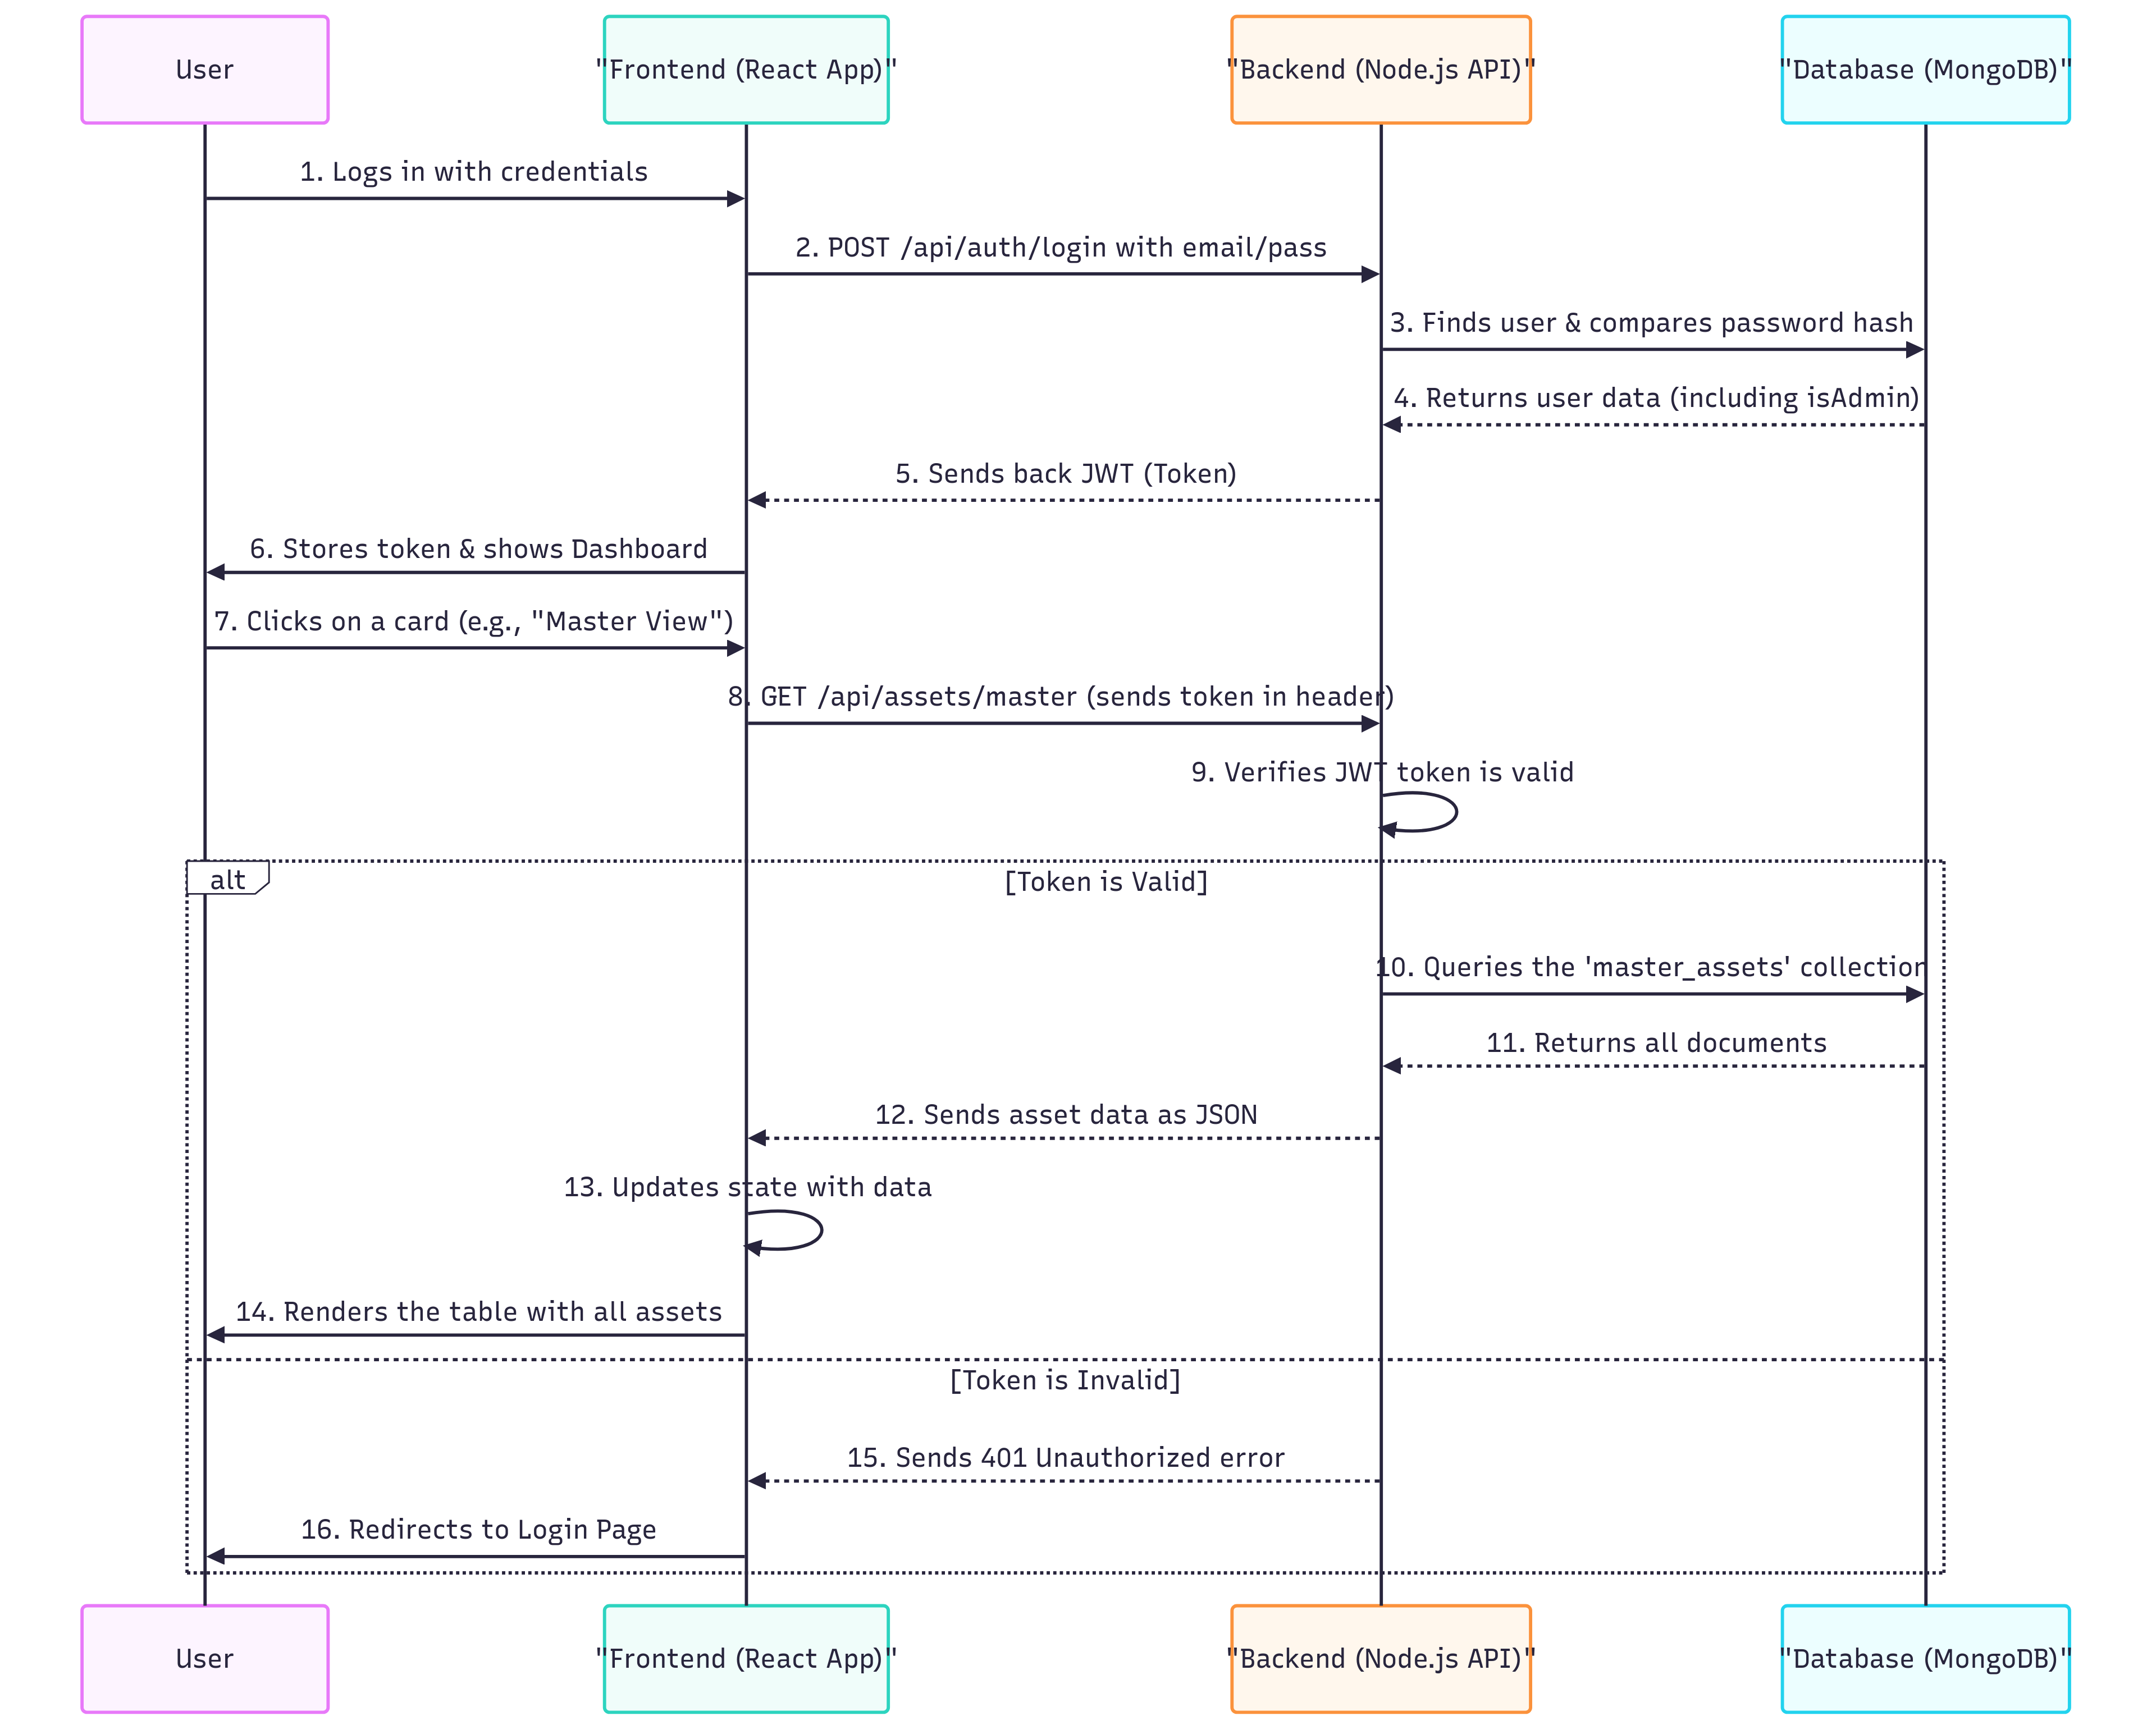 User
"Frontend (React App)"
"Backend (Node.js API)"
"Database (MongoDB)"
1. Logs in with credentials
2. POST /api/auth/login with email/pass
3. Finds user & compares password hash
4. Returns user data (including isAdmin)
5. Sends back JWT (Token)
6. Stores token & shows Dashboard
7. Clicks on a card (e.g., "Master View")
8. GET /api/assets/master (sends token in header)
9. Verifies JWT token is valid
alt
[Token is Valid]
10. Queries the 'master_assets' collection
11. Returns all documents
12. Sends asset data as JSON
13. Updates state with data
14. Renders the table with all assets
[Token is Invalid]
15. Sends 401 Unauthorized error
16. Redirects to Login Page
User
"Frontend (React App)"
"Backend (Node.js API)"
"Database (MongoDB)"